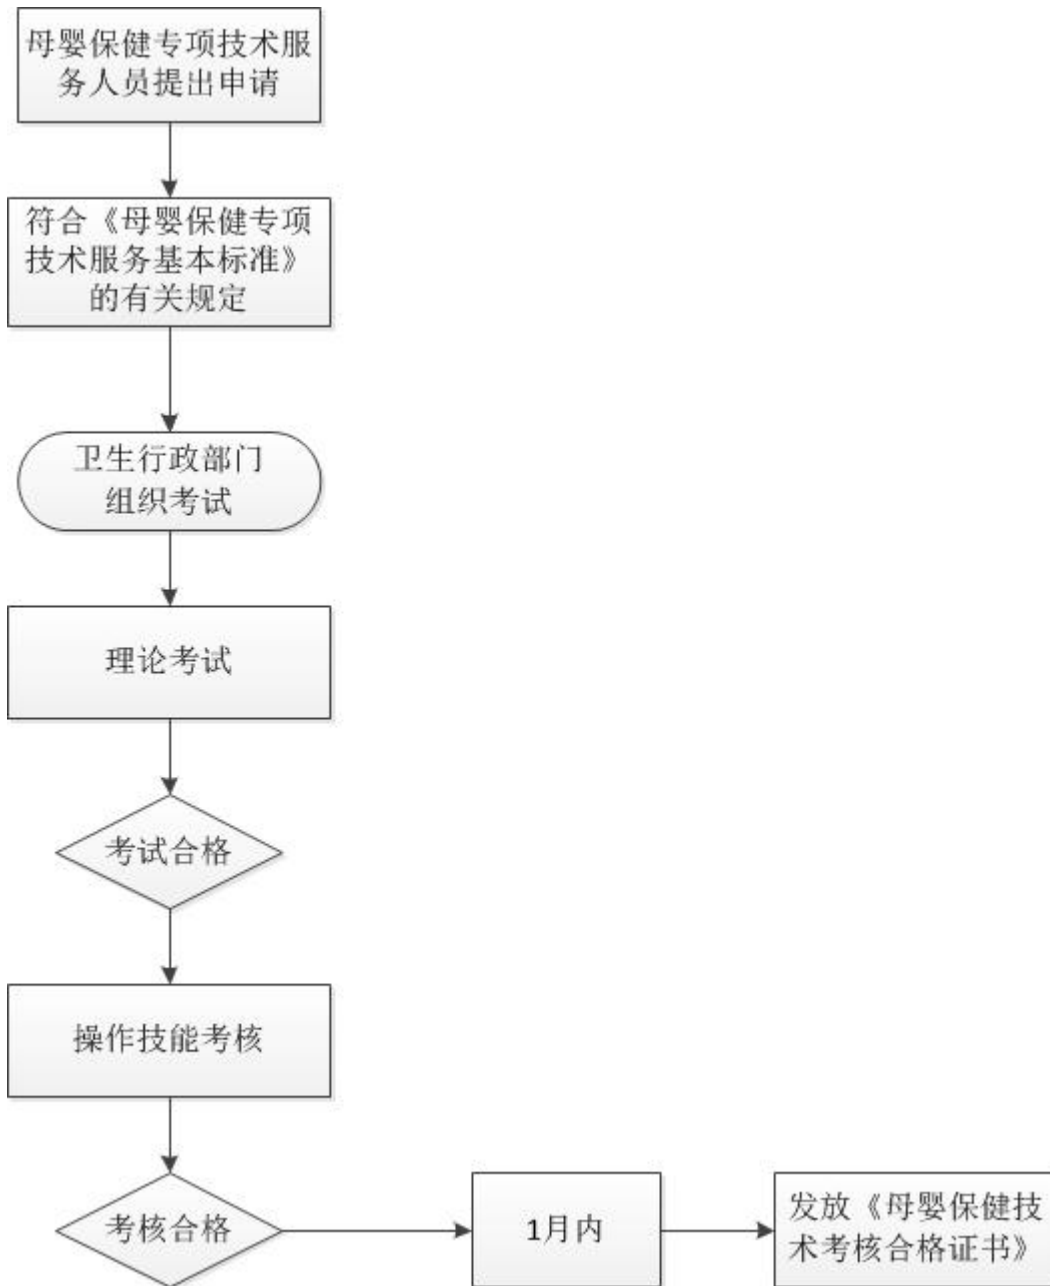 母婴保健专项技术服
务人员提出申请
符合《母婴保健专项
技术服务基本标准》
的有关规定
卫生行政部门
组织考试
理论考试
考试合格
操作技能考核
考核合格
1月内
发放《母婴保健技
术考核合格证书》